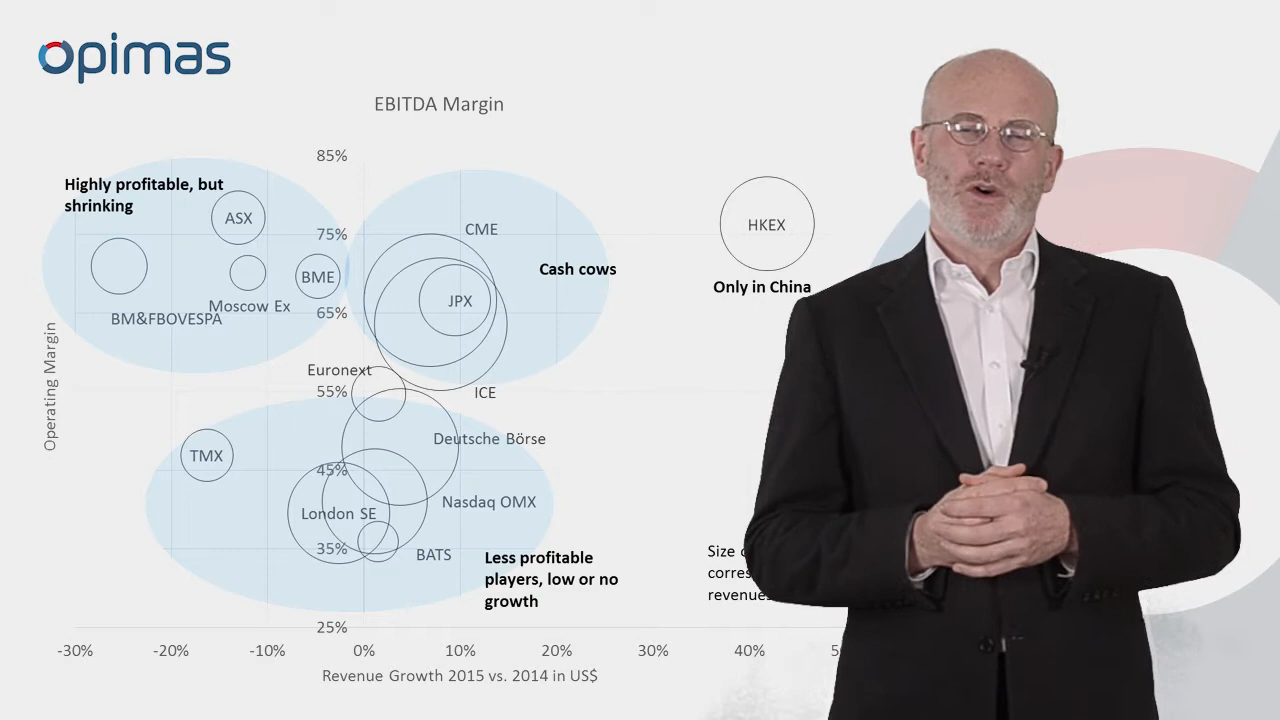 opimas
EBITDA Margin
85%
Highly profitable, but
shrinking
ASX
CME
HKEX
75%
Cash cows
BME
Only in China
JPX
Moscow Ex
65%
BM&FBOVESPA
Operating Margin
Euronext
55%
ICE
Deutsche Börse
TMX
45%
Nasdaq OMX
London SE
35%
BATS
Less profitable
players, low or no
growth
Size
corres
revenues
25%
-30% -20% -10% 0% 10% 20% 30% 40%
Revenue Growth 2015 vs. 2014 in US$